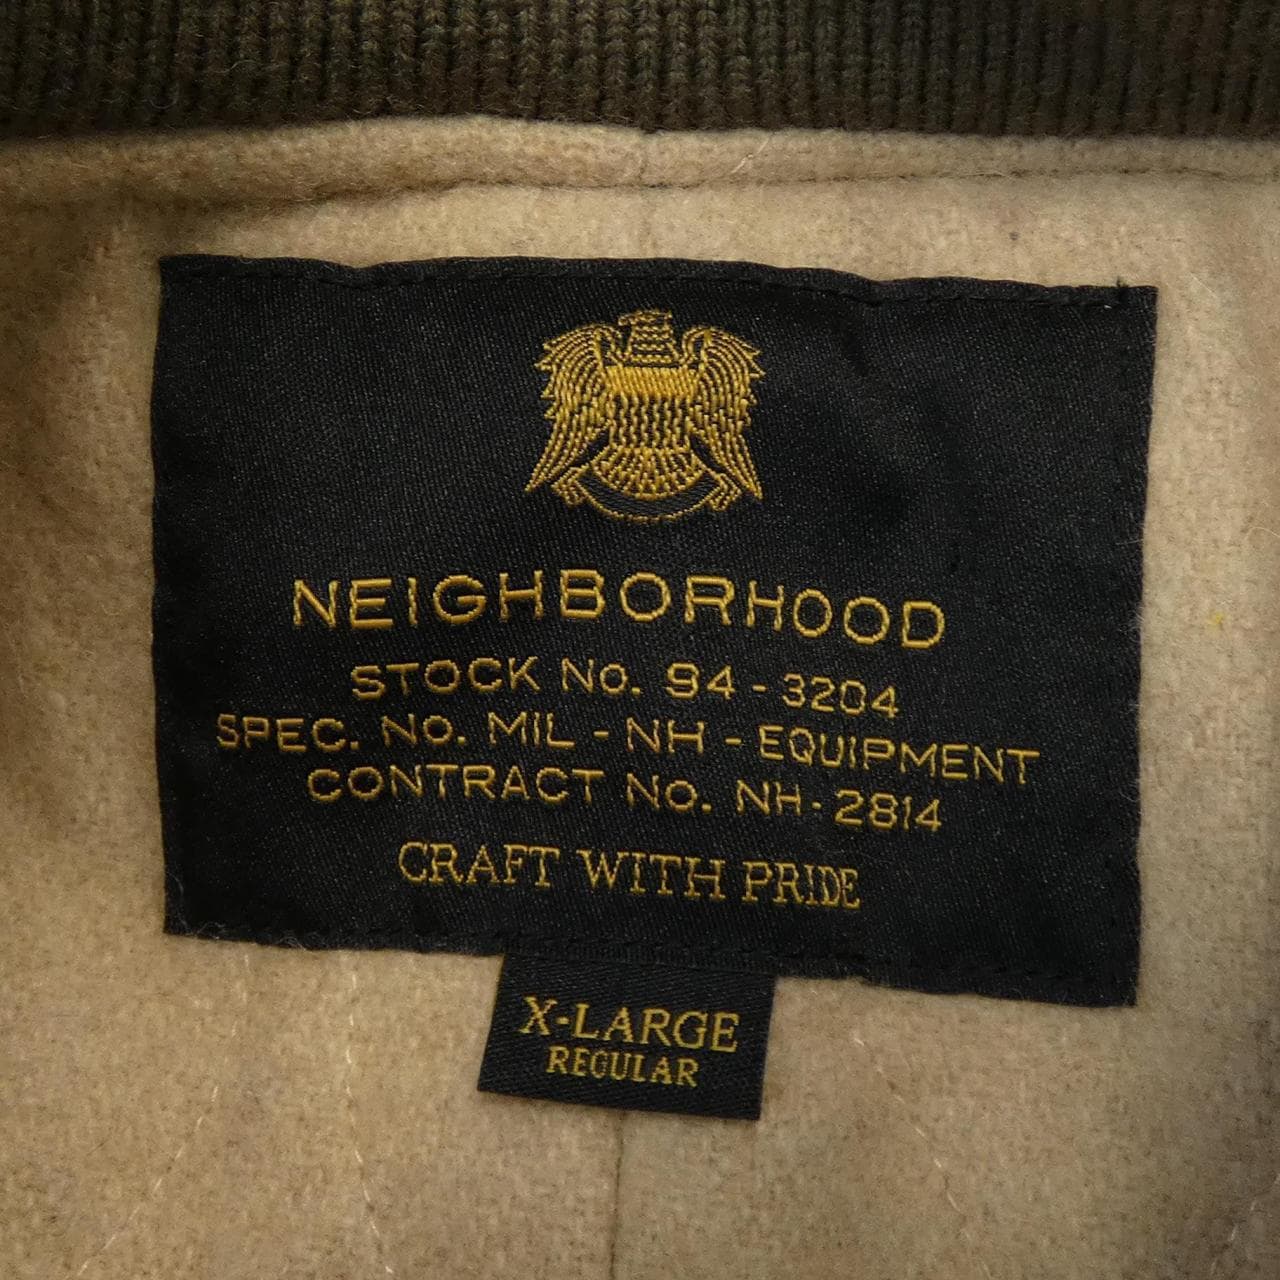 NEIGHBORHOOD
STOCK No. 94-3204
SPEC. No. MIL-NH-EQUIPMENT
CONTRACT No. NH-2814
CRAFT WITH PRIDE
X-LARGE
REGULAR